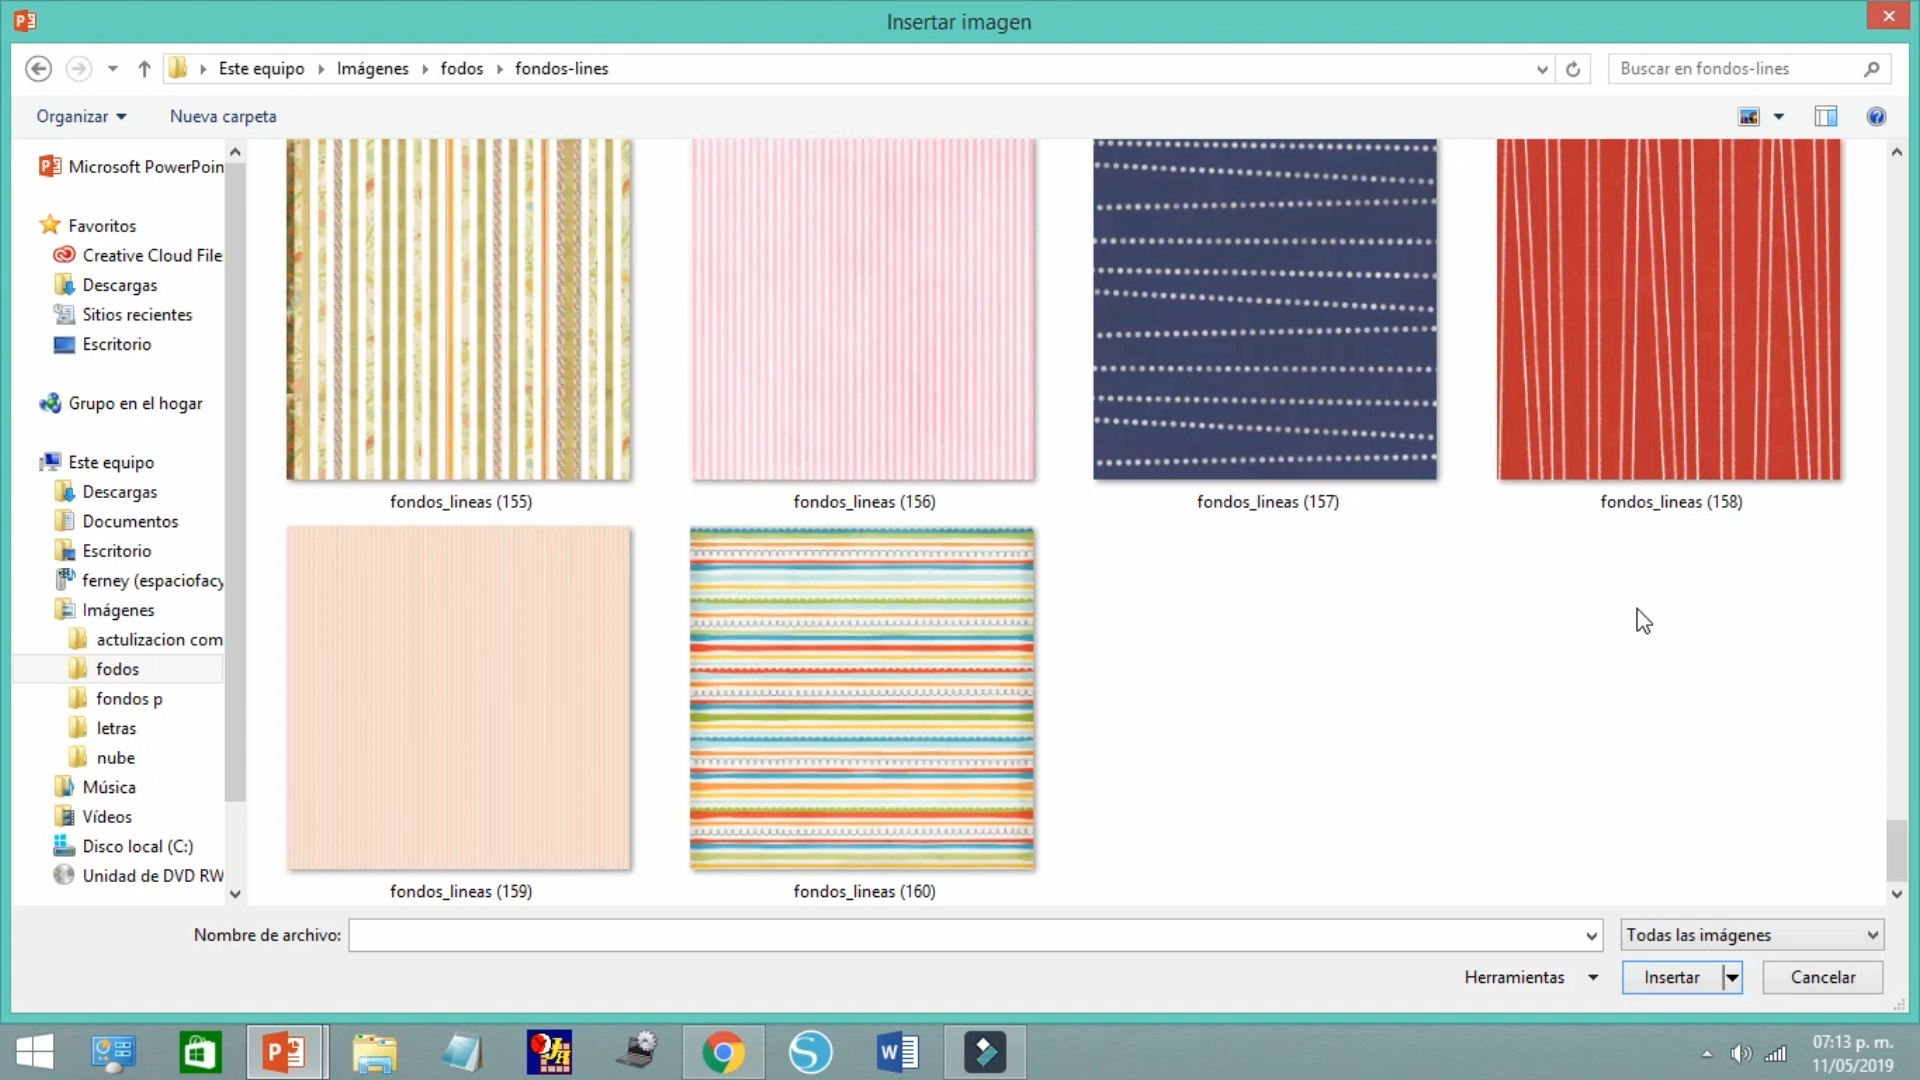 Insertar imagen
Este equipo Imágenes fodos fondos-lines
Buscar en fondos-lines
Organizar Nueva carpeta
Microsoft PowerPoin
Favoritos
Creative Cloud File
Descargas
Sitios recientes
Escritorio
Grupo en el hogar
Este equipo
Descargas
Documentos
Escritorio
ferney (espaciofacy
Imágenes
actulizacion com
fodos
fondos p
letras
nube
Música
Vídeos
Disco local (C:)
Unidad de DVD RW
fondos_lineas (155) fondos_lineas (156) fondos_lineas (157) fondos_lineas (158)
fondos_lineas (159) fondos_lineas (160)
Nombre de archivo: Todas las imágenes
Herramientas Insertar Cancelar
07:13 p. m.
11/05/2019